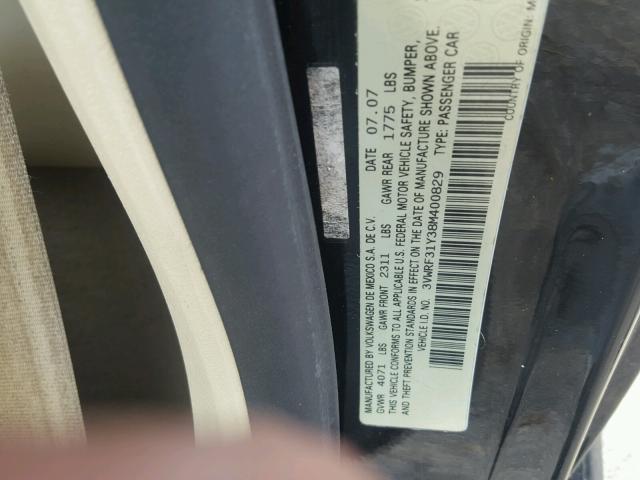 MANUFACTURED BY VOLKSWAGEN DE MEXICO S.A. DE C.V. DATE 07.07
GVWR 4071 LBS GAWR FRONT 2311 LBS GAWR REAR 1775 LBS
THIS VEHICLE CONFORMS TO ALL APPLICABLE U.S. FEDERAL MOTOR VEHICLE SAFETY, BUMPER,
AND THEFT PREVENTION STANDARDS IN EFFECT ON THE DATE OF MANUFACTURE SHOWN ABOVE.
VEHICLE I.D. NO. 3VWRF31Y38M400829 TYPE: PASSENGER CAR
COUNTRY OF ORIGIN: M